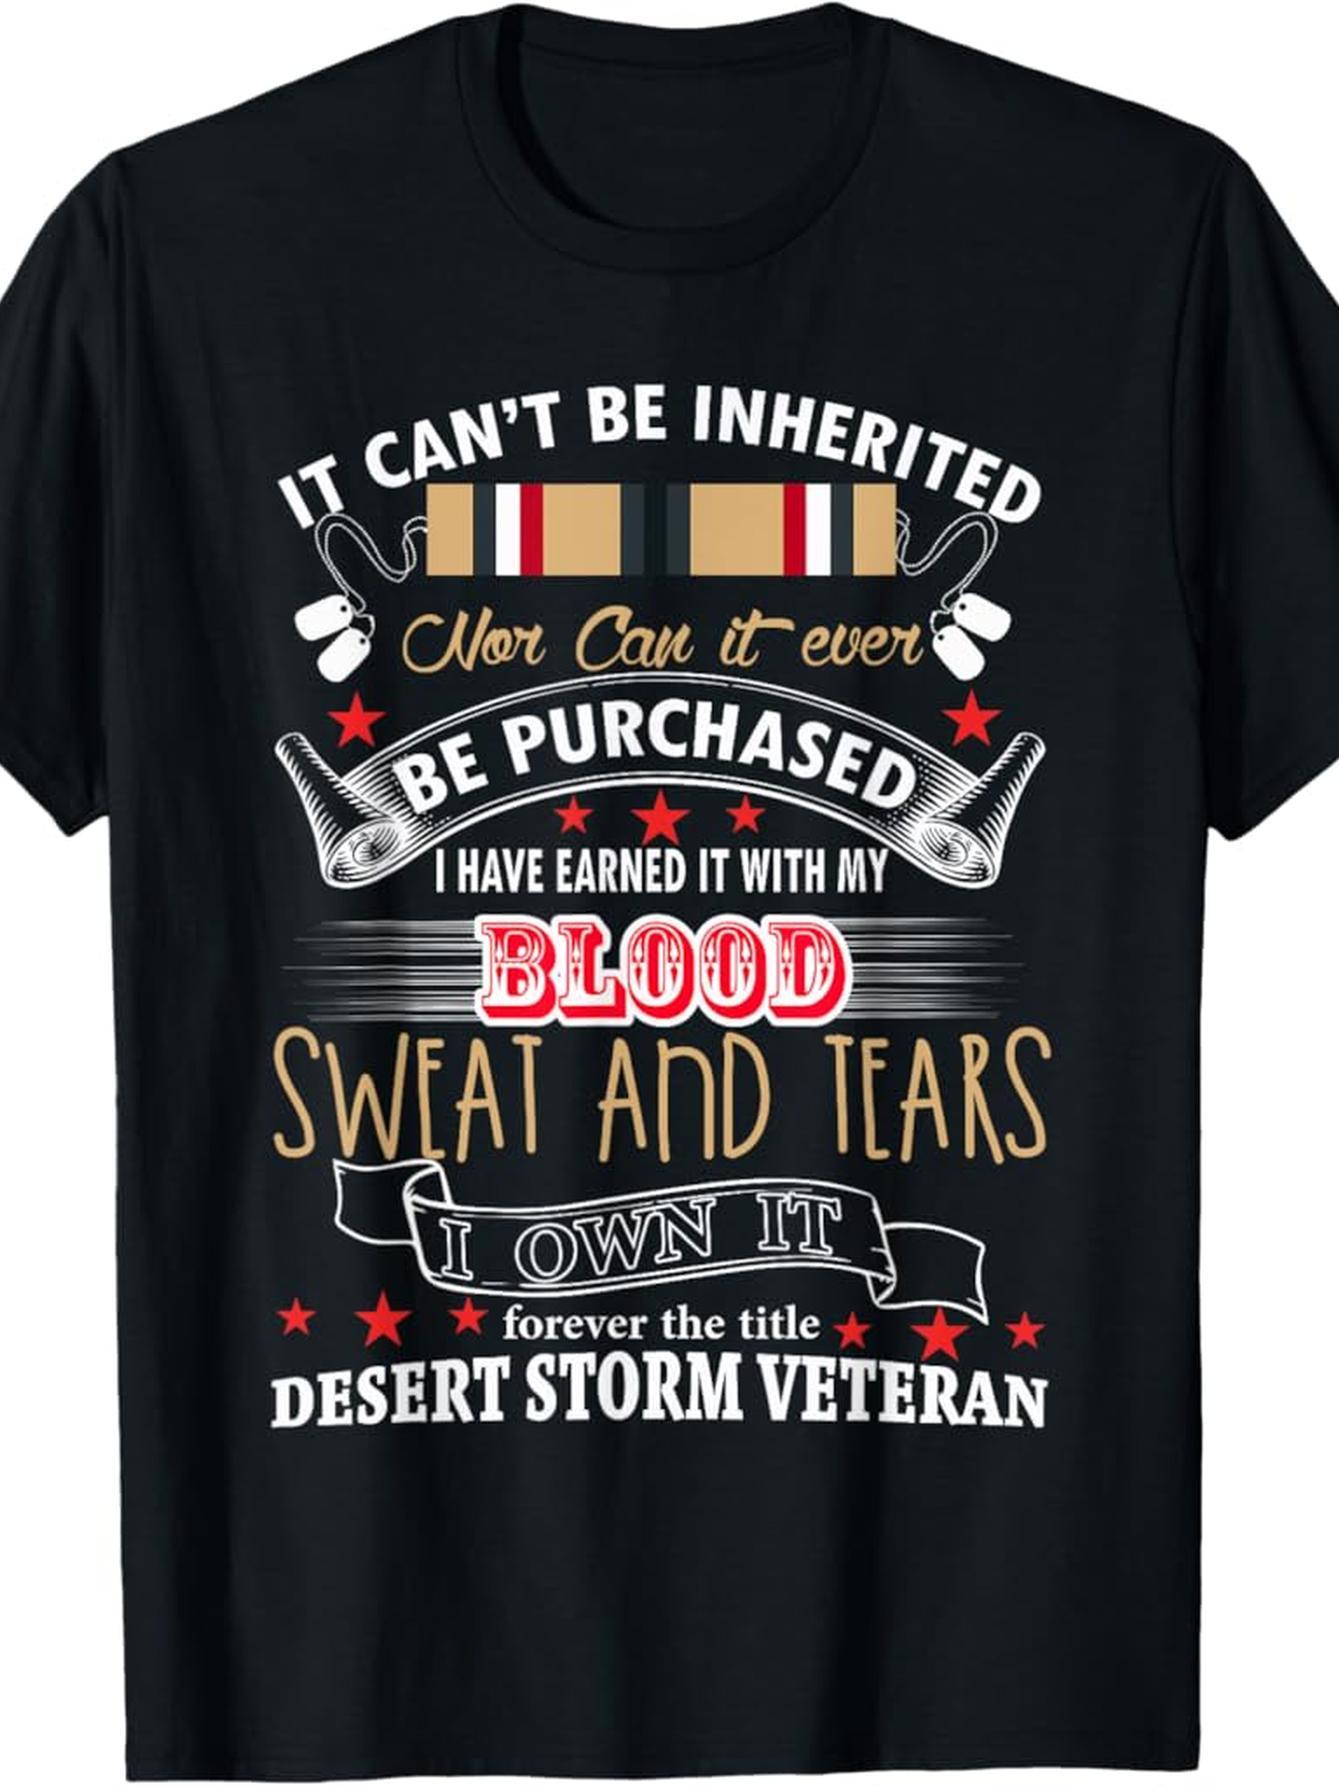 IT CAN'T BE INHERITED
Nor Can it ever
BE PURCHASED
I HAVE EARNED IT WITH MY
BLOOD
SWEAT AND TEARS
I OWN IT
forever the title
DESERT STORM VETERAN